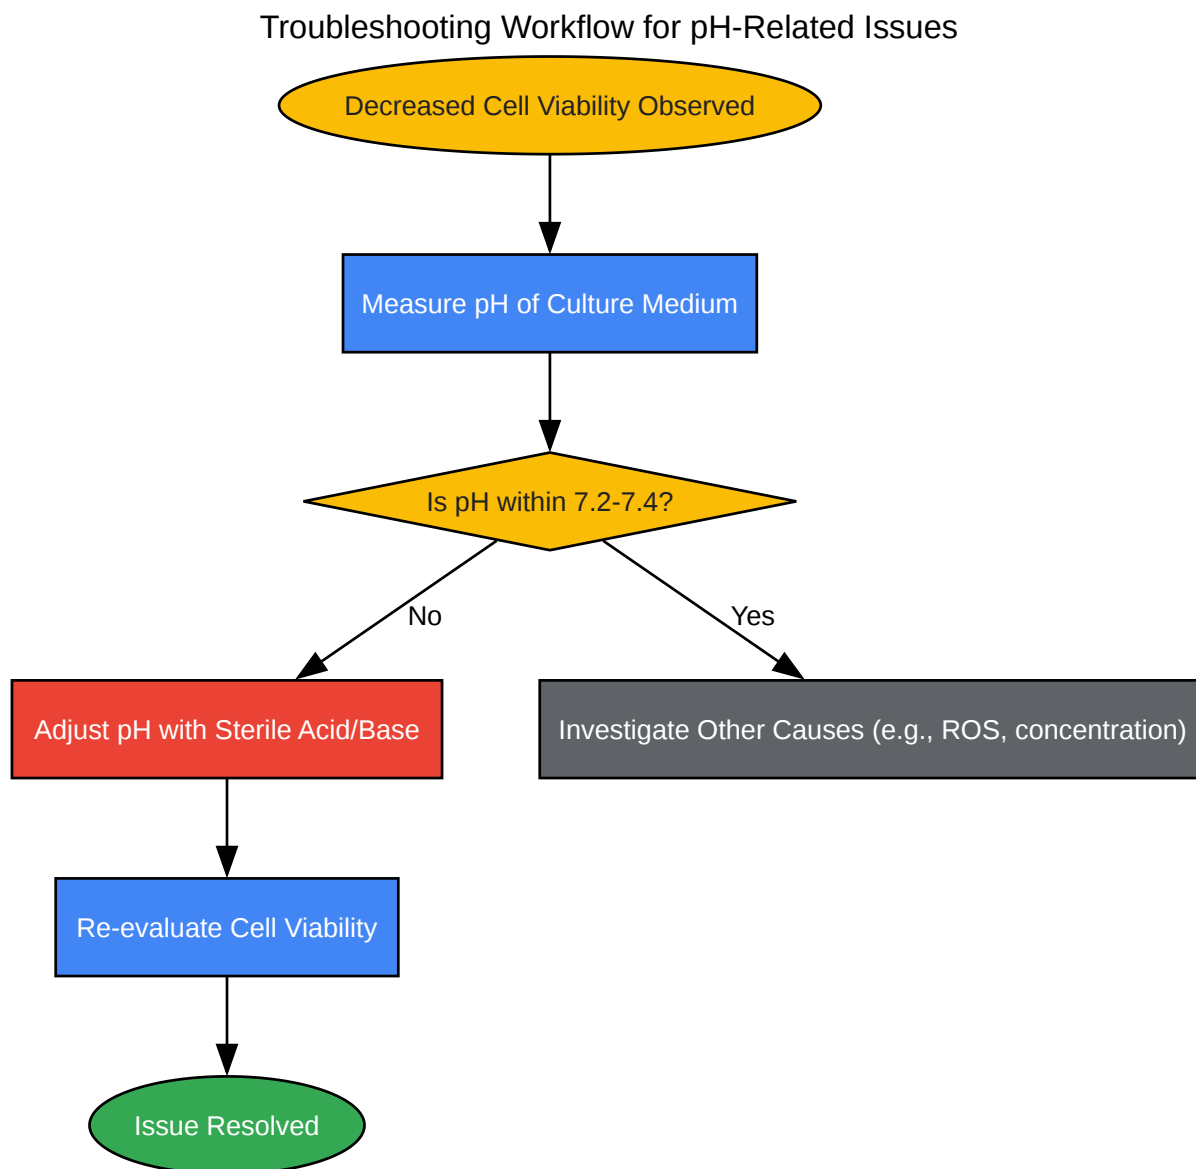 Troubleshooting Workflow for pH-Related Issues
Decreased Cell Viability Observed
Measure pH of Culture Medium
Is pH within 7.2-7.4?
No
Yes
Adjust pH with Sterile Acid/Base
Investigate Other Causes (e.g., ROS, concentration)
Re-evaluate Cell Viability
Issue Resolved